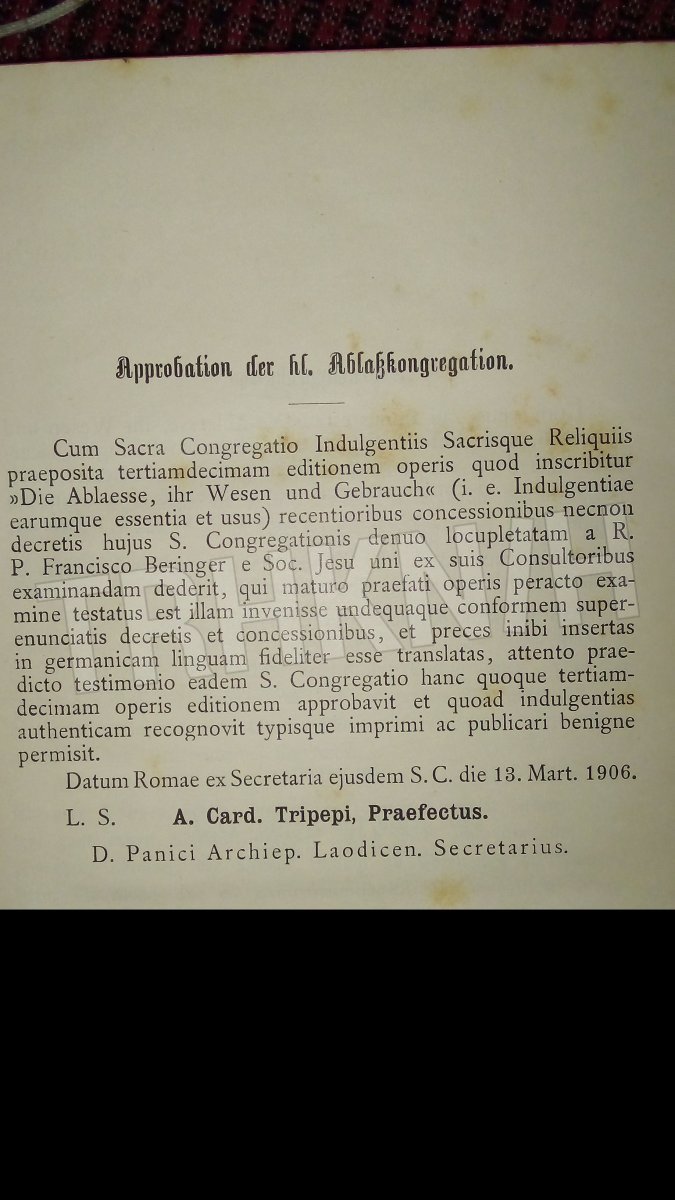 Approbation der hl. Ablaßkongregation.
Cum Sacra Congregatio Indulgentiis Sacrisque Reliquiis
praeposita tertiamdecimam editionem operis quod inscribitur
»Die Ablaesse, ihr Wesen und Gebrauch« (i. e. Indulgentiae
earumque essentia et usus) recentioribus concessionibus necnon
decretis hujus S. Congregationis denuo locupletatam a R.
P. Francisco Beringer e Soc. Jesu uni ex suis Consultoribus
examinandam dederit, qui maturo praefati operis peracto exa-
mine testatus est illam invenisse undequaque conformem super-
enunciatis decretis et concessionibus, et preces inibi insertas
in germanicam linguam fideliter esse translatas, attento prae-
dicto testimonio eadem S. Congregatio hanc quoque tertiam-
decimam operis editionem approbavit et quoad indulgentias
authenticam recognovit typisque imprimi ac publicari benigne
permisit.
Datum Romae ex Secretaria ejusdem S. C. die 13. Mart. 1906.
L. S. A. Card. Tripepi, Praefectus.
D. Panici Archiep. Laodicen. Secretarius.